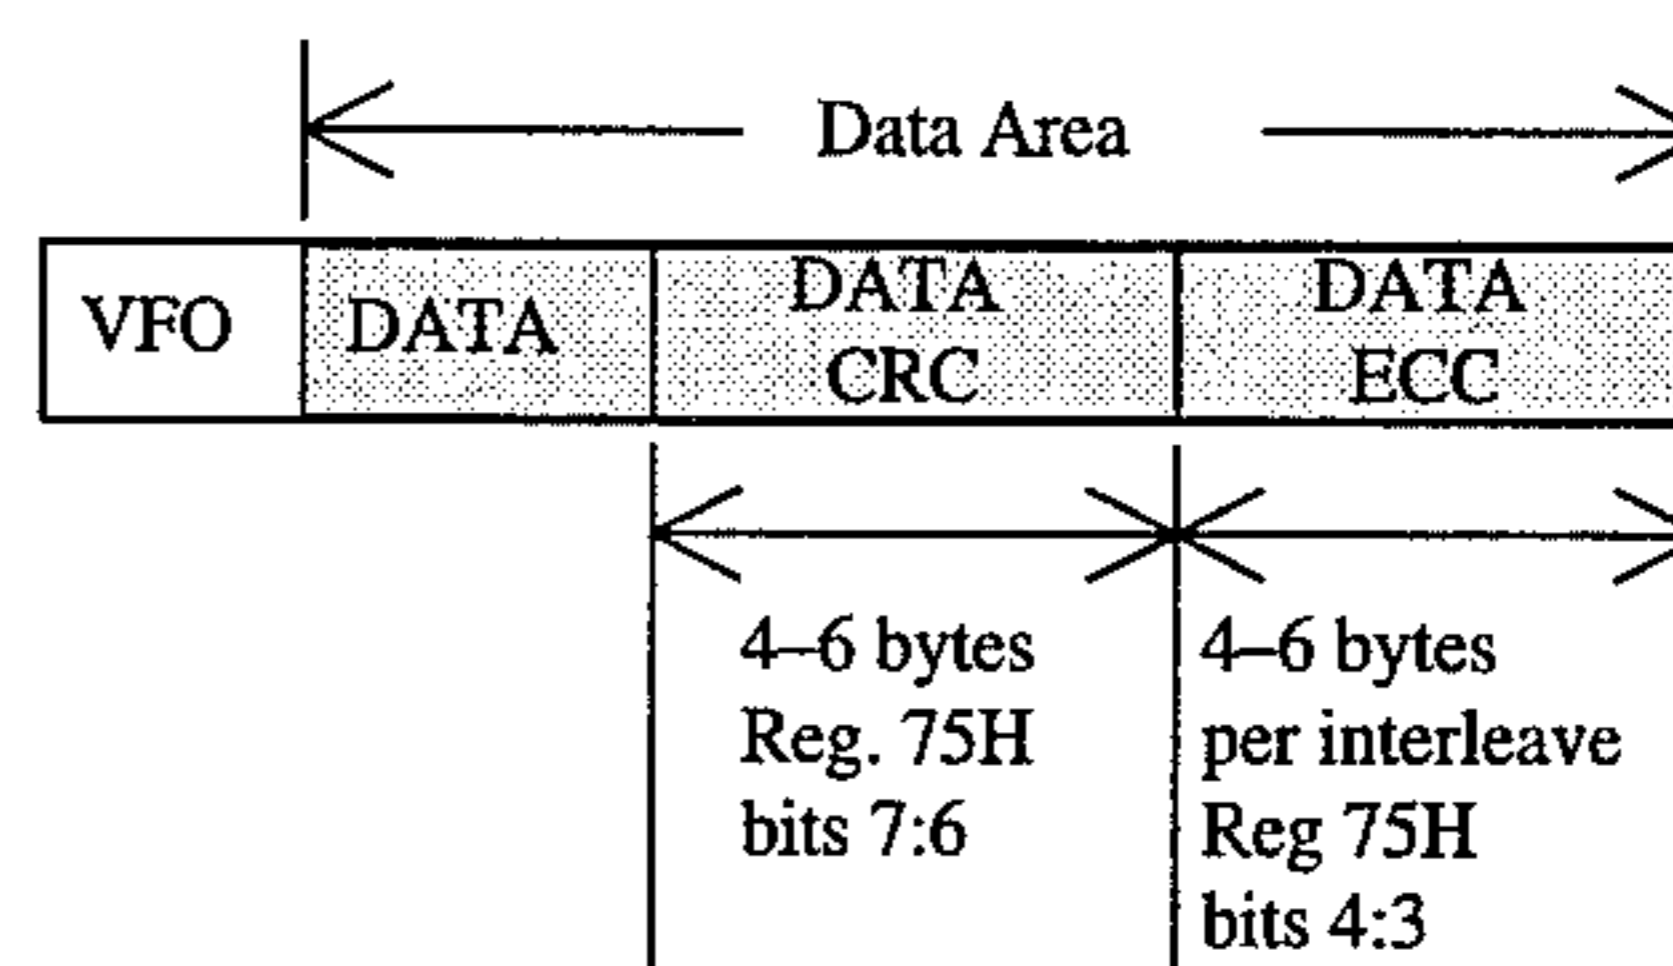 Data Area
VFO
DATA
DATA
CRC
DATA
ECC
4–6 bytes
Reg. 75H
bits 7:6
4–6 bytes
per interleave
Reg 75H
bits 4:3